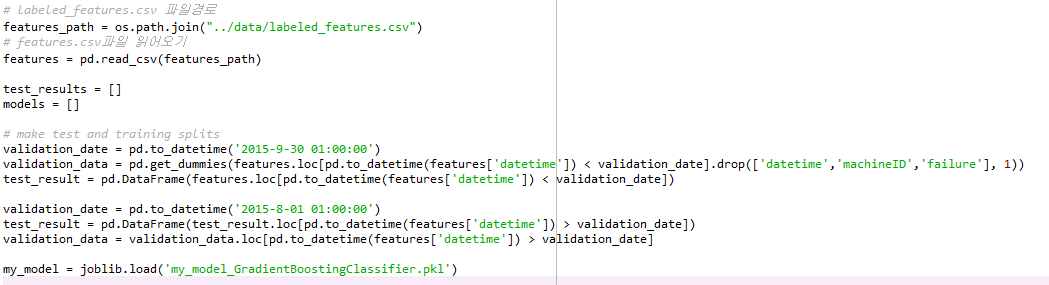 # labeled_features.csv 파일경로
features_path = os.path.join("../data/labeled_features.csv")
# features.csv파일 읽어오기
features = pd.read_csv(features_path)
test_results = []
models = []
# make test and training splits
validation_date = pd.to_datetime('2015-9-30 01:00:00')
validation_data = pd.get_dummies(features.loc[pd.to_datetime(features['datetime']) < validation_date].drop(['datetime','machineID','failure'], 1))
test_result = pd.DataFrame(features.loc[pd.to_datetime(features['datetime']) < validation_date])
validation_date = pd.to_datetime('2015-8-01 01:00:00')
test_result = pd.DataFrame(test_result.loc[pd.to_datetime(features['datetime']) > validation_date])
validation_data = validation_data.loc[pd.to_datetime(features['datetime']) > validation_date]
my_model = joblib.load('my_model_GradientBoostingClassifier.pkl')